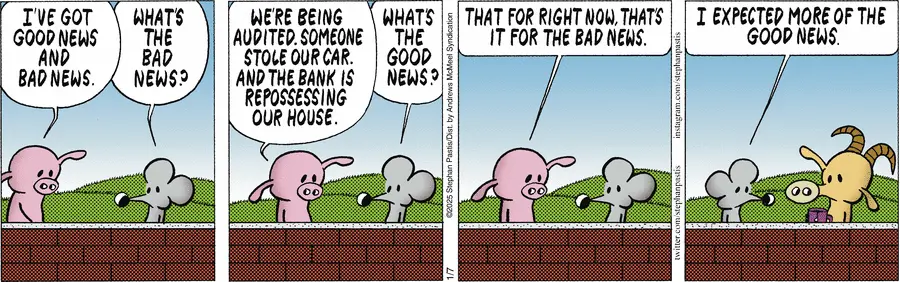 I'VE GOT
GOOD NEWS
AND
BAD NEWS.
WHAT'S
THE
BAD
NEWS?
WE'RE BEING
AUDITED. SOMEONE
STOLE OUR CAR.
AND THE BANK IS
REPOSSESSING
OUR HOUSE.
WHAT'S
THE
GOOD
NEWS?
©2025 Stephan Pastis/Dist. by Andrews McMeel Syndication
1/7
THAT FOR RIGHT NOW, THAT'S
IT FOR THE BAD NEWS.
twitter.com/stephanpastis
instagram.com/stephanpastis
I EXPECTED MORE OF THE
GOOD NEWS.